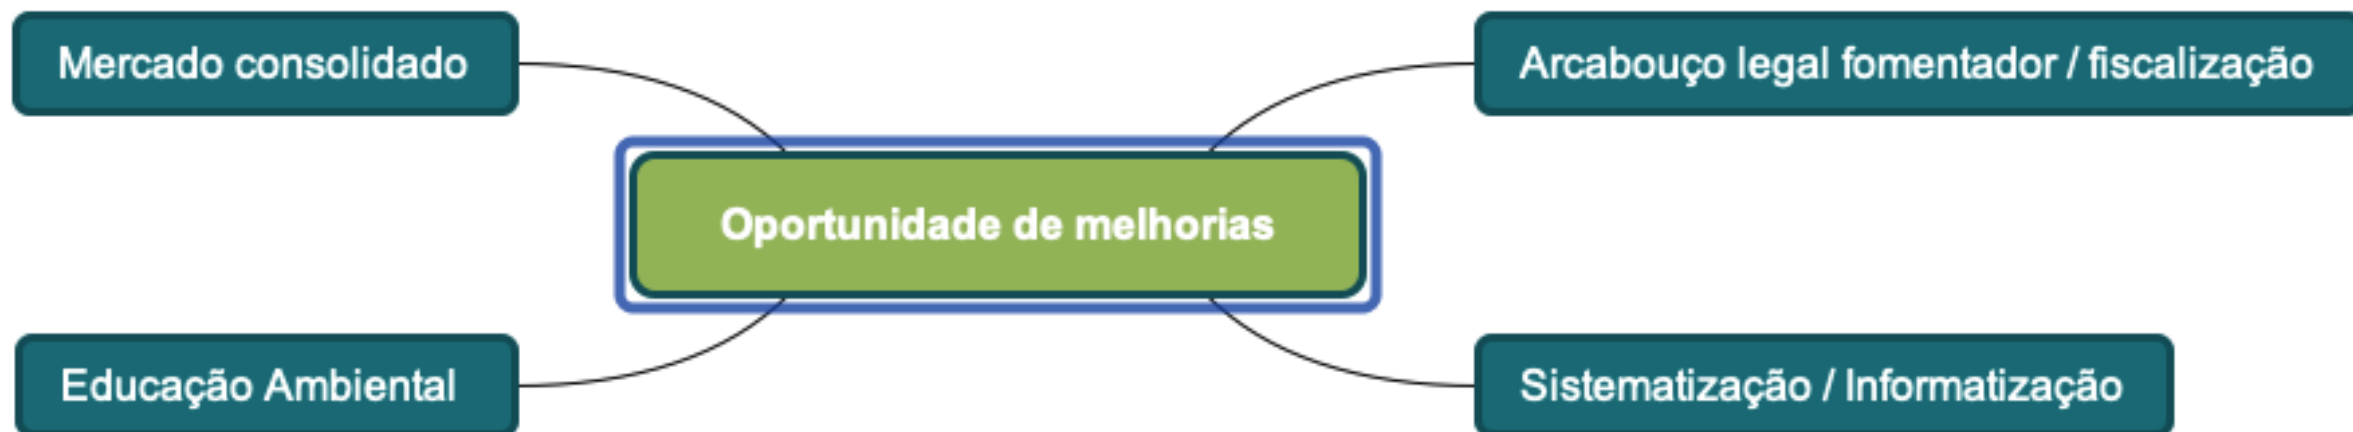 Mercado consolidado
Arcabouço legal fomentador / fiscalização
Oportunidade de melhorias
Educação Ambiental
Sistematização / Informatização